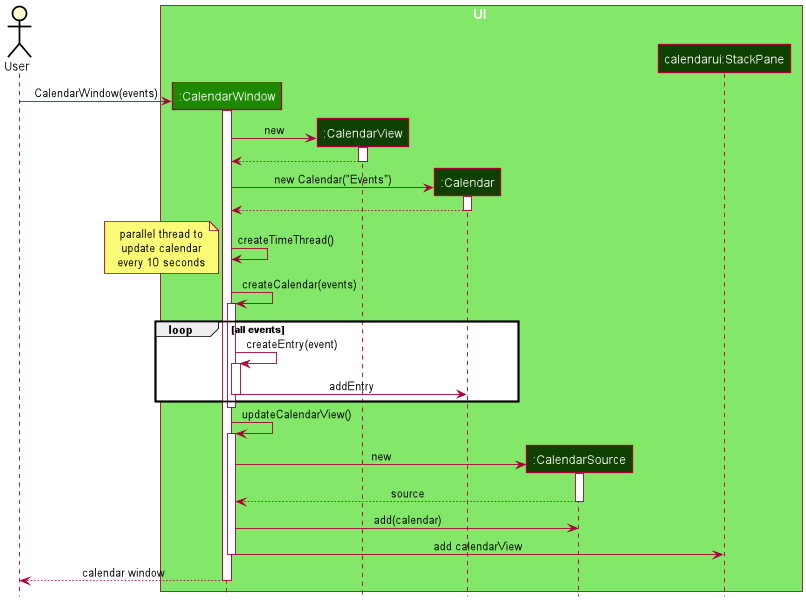 UI
User
calendarui:StackPane
CalendarWindow(events)
:CalendarWindow
new
:CalendarView
new Calendar("Events")
:Calendar
parallel thread to
update calendar
every 10 seconds
createTimeThread()
createCalendar(events)
loop
[all events]
createEntry(event)
addEntry
updateCalendarView()
new
:CalendarSource
source
add(calendar)
add calendarView
calendar window